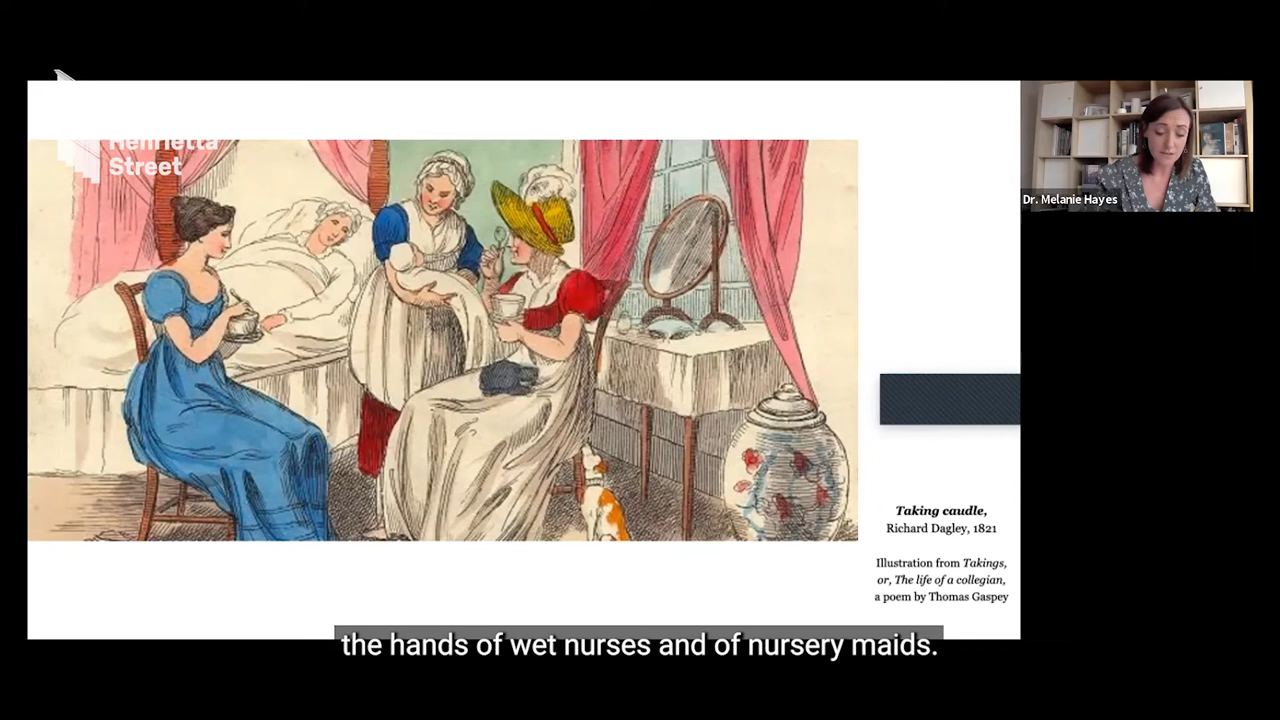 Henrietta
Street
Dr. Melanie Hayes
Taking caudle,
Richard Dagley, 1821
Illustration from Takings,
or, The life of a collegian,
a poem by Thomas Gaspey
the hands of wet nurses and of nursery maids.